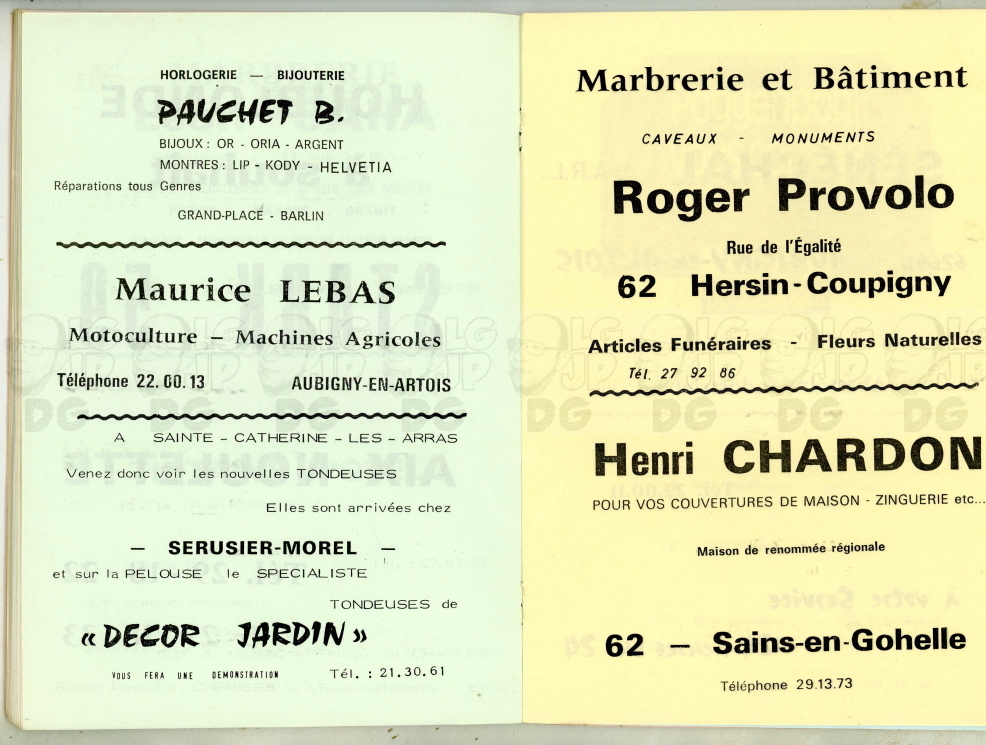 HORLOGERIE — BIJOUTERIE
PAUCHET B.
BIJOUX : OR - ORIA - ARGENT
MONTRES : LIP - KODY - HELVETIA
Réparations tous Genres
GRAND-PLACE - BARLIN
Maurice LEBAS
Motoculture – Machines Agricoles
Téléphone 22.00.13 AUBIGNY-EN-ARTOIS
A SAINTE – CATHERINE – LES – ARRAS
Venez donc voir les nouvelles TONDEUSES
Elles sont arrivées chez
— SERUSIER-MOREL —
et sur la PELOUSE le SPECIALISTE
TONDEUSES de
« DECOR JARDIN »
VOUS FERA UNE DEMONSTRATION Tél. : 21.30.61
Marbrerie et Bâtiment
CAVEAUX - MONUMENTS
Roger Provolo
Rue de l'Égalité
62 Hersin-Coupigny
Articles Funéraires - Fleurs Naturelles
Tél. 27 92 86
Henri CHARDON
POUR VOS COUVERTURES DE MAISON - ZINGUERIE etc...
Maison de renommée régionale
62 — Sains-en-Gohelle
Téléphone 29.13.73